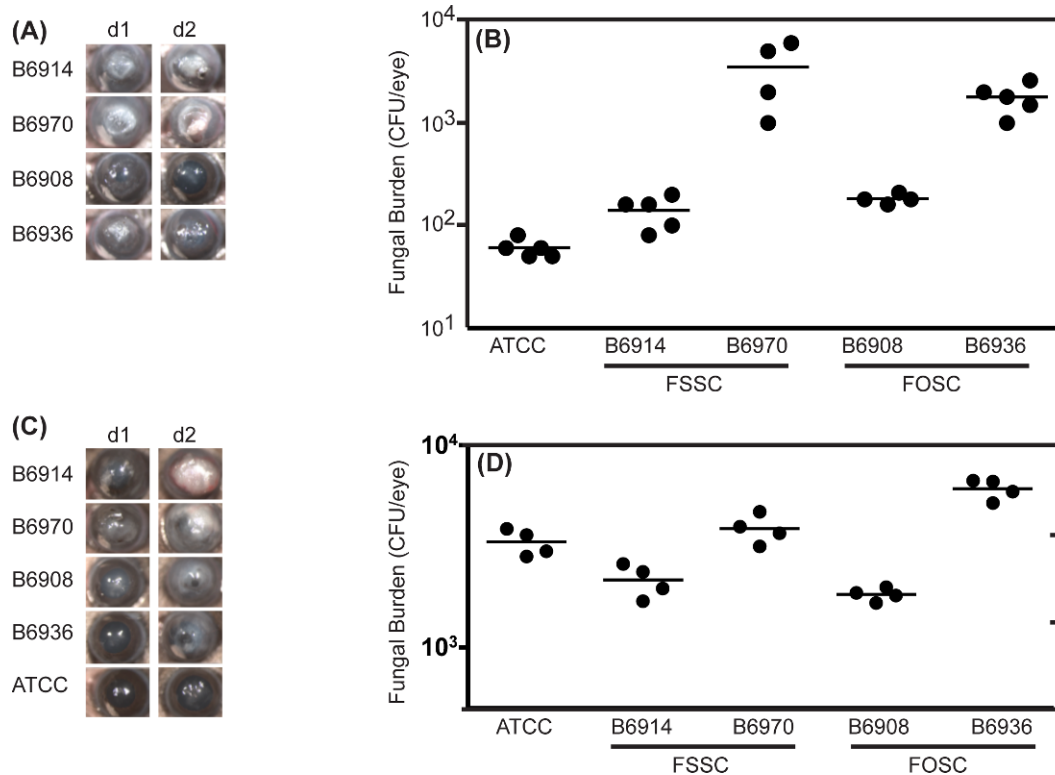 (A)
d1 d2
B6914
B6970
B6908
B6936
(B)
Fungal Burden (CFU/eye)
10⁴
10³
10²
10¹
ATCC B6914 B6970 B6908 B6936
FSSC FOSC
(C)
d1 d2
B6914
B6970
B6908
B6936
ATCC
(D)
Fungal Burden (CFU/eye)
10⁴
10³
ATCC B6914 B6970 B6908 B6936
FSSC FOSC